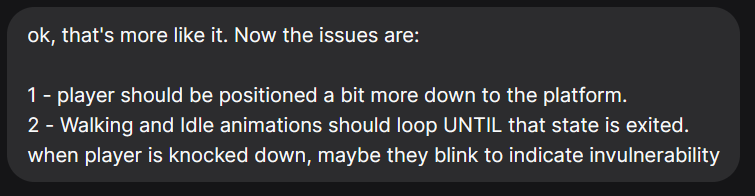 ok, that's more like it. Now the issues are:
1 - player should be positioned a bit more down to the platform.
2 - Walking and Idle animations should loop UNTIL that state is exited.
when player is knocked down, maybe they blink to indicate invulnerability